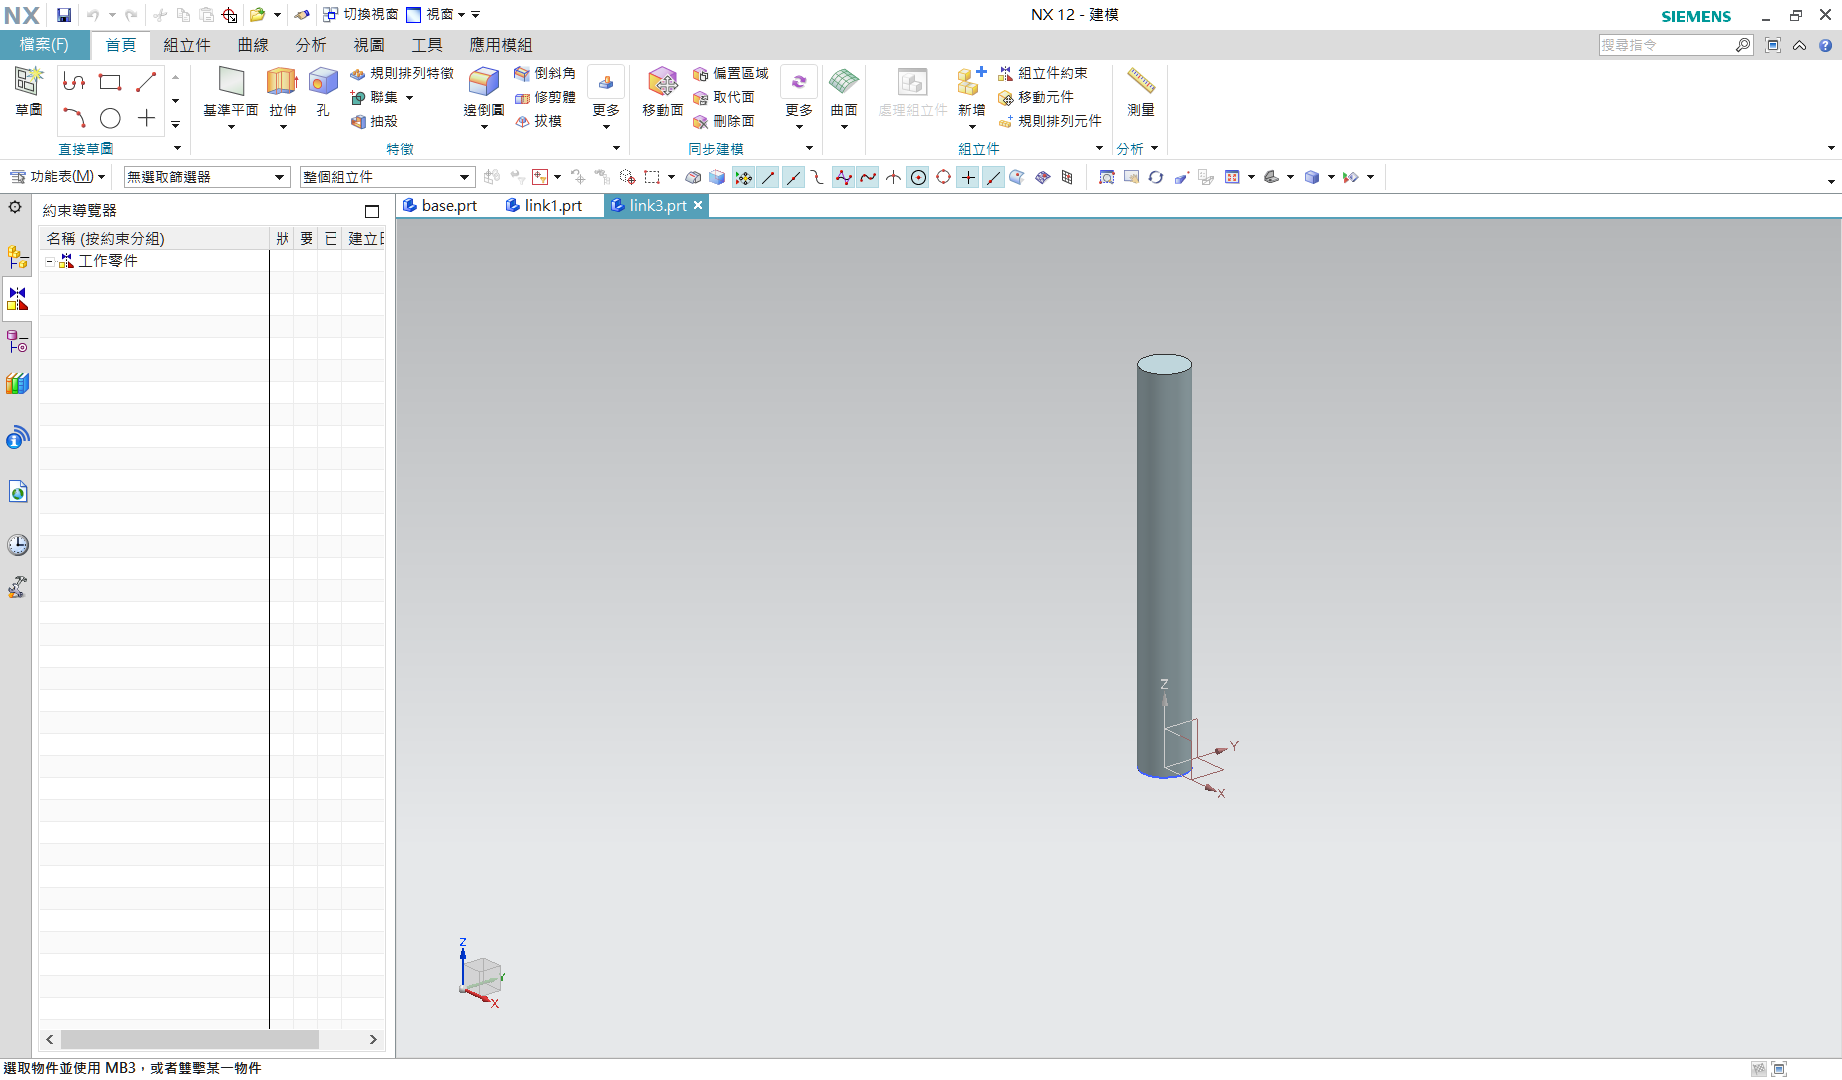 NX 切換視窗 視窗 NX 12 - 建模 SIEMENS
檔案(F) 首頁 組立件 曲線 分析 視圖 工具 應用模組 搜尋指令
草圖
直接草圖
基準平面 拉伸 孔 規則排列特徵 聯集 抽殼 邊倒圓 倒斜角 修剪體 拔模 更多
特徵
移動面 偏置區域 取代面 刪除面 更多
同步建模
曲面
處理組立件 新增 組立件約束 移動元件 規則排列元件
組立件
測量
分析
功能表(M) 無選取篩選器 整個組立件
約束導覽器
base.prt link1.prt link3.prt
名稱 (按約束分組) 狀 要 已 建立日
工作零件
Z
Y
X
Z
Y
X
選取物件並使用 MB3，或者雙擊某一物件